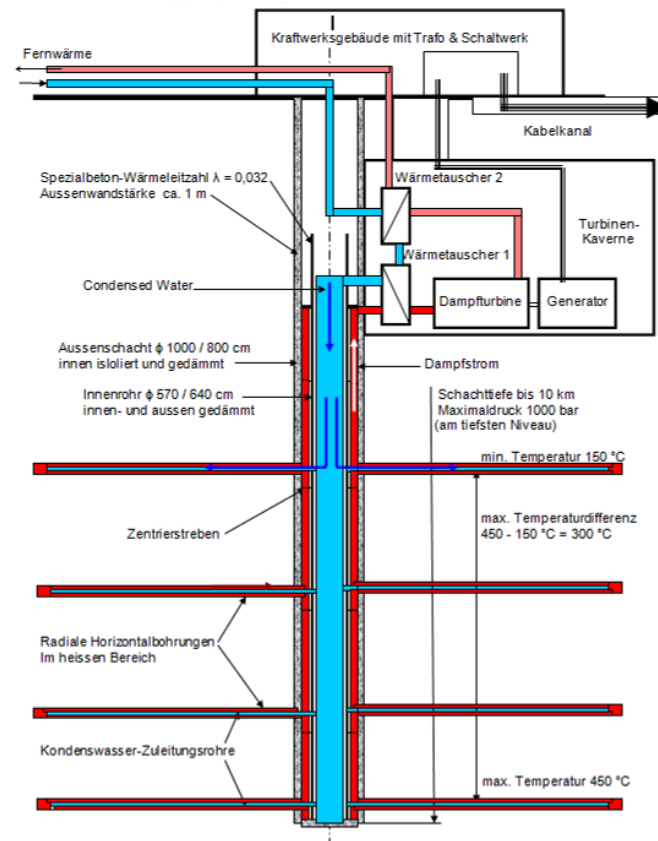 Kraftwerksgebäude mit Trafo & Schaltwerk
Fernwärme
Kabelkanal
Spezialbeton-Wärmeleitzahl λ = 0,032
Aussenwandstärke ca. 1 m
Wärmetauscher 2
Turbinen-
Kaverne
Wärmetauscher 1
Condensed Water
Dampfturbine
Generator
Aussenschacht ϕ 1000 / 800 cm
innen isloliert und gedämmt
Dampfstrom
Innenrohr ϕ 570 / 640 cm
innen- und aussen gedämmt
Schachttiefe bis 10 km
Maximaldruck 1000 bar
(am tiefsten Niveau)
min. Temperatur 150 °C
Zentrierstreben
max. Temperaturdifferenz
450 - 150 °C = 300 °C
Radiale Horizontalbohrungen
Im heissen Bereich
Kondenswasser-Zuleitungsrohre
max. Temperatur 450 °C